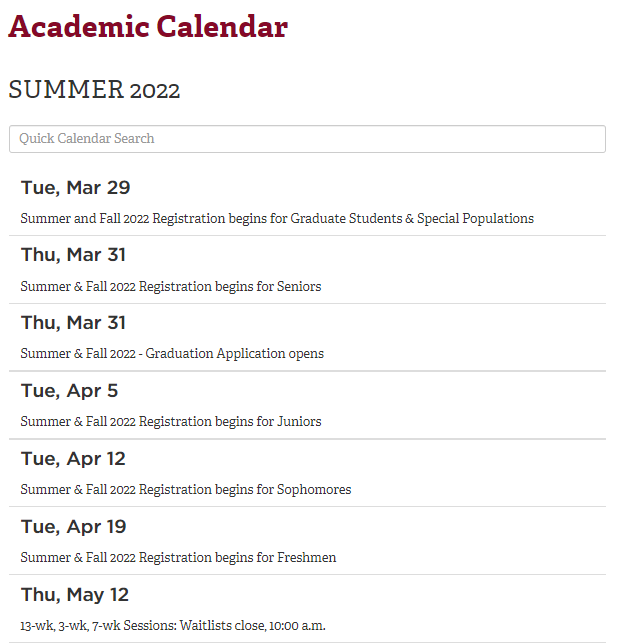 Academic Calendar
SUMMER 2022
Quick Calendar Search
Tue, Mar 29
Summer and Fall 2022 Registration begins for Graduate Students & Special Populations
Thu, Mar 31
Summer & Fall 2022 Registration begins for Seniors
Thu, Mar 31
Summer & Fall 2022 - Graduation Application opens
Tue, Apr 5
Summer & Fall 2022 Registration begins for Juniors
Tue, Apr 12
Summer & Fall 2022 Registration begins for Sophomores
Tue, Apr 19
Summer & Fall 2022 Registration begins for Freshmen
Thu, May 12
13-wk, 3-wk, 7-wk Sessions: Waitlists close, 10:00 a.m.